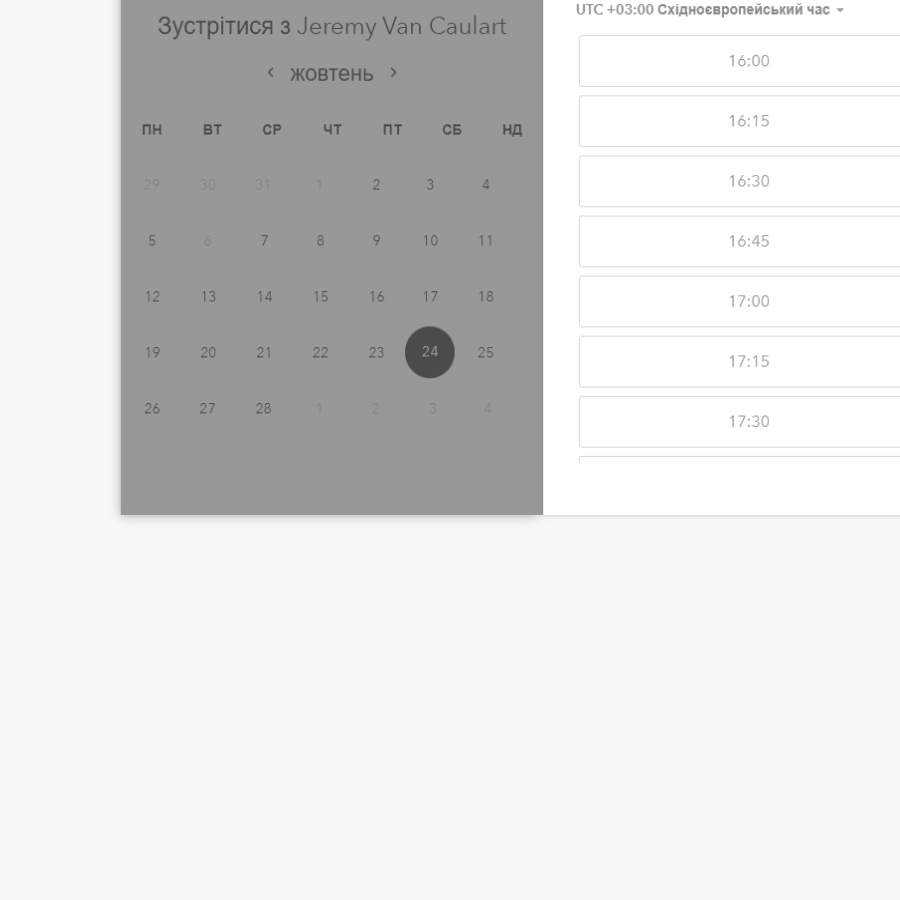 Зустрітися з Jeremy Van Caulart
‹ жовтень ›
ПН ВТ СР ЧТ ПТ СБ НД
29 30 31 1 2 3 4
5 6 7 8 9 10 11
12 13 14 15 16 17 18
19 20 21 22 23 24 25
26 27 28 1 2 3 4
UTC +03:00 Східноєвропейський час
16:00
16:15
16:30
16:45
17:00
17:15
17:30